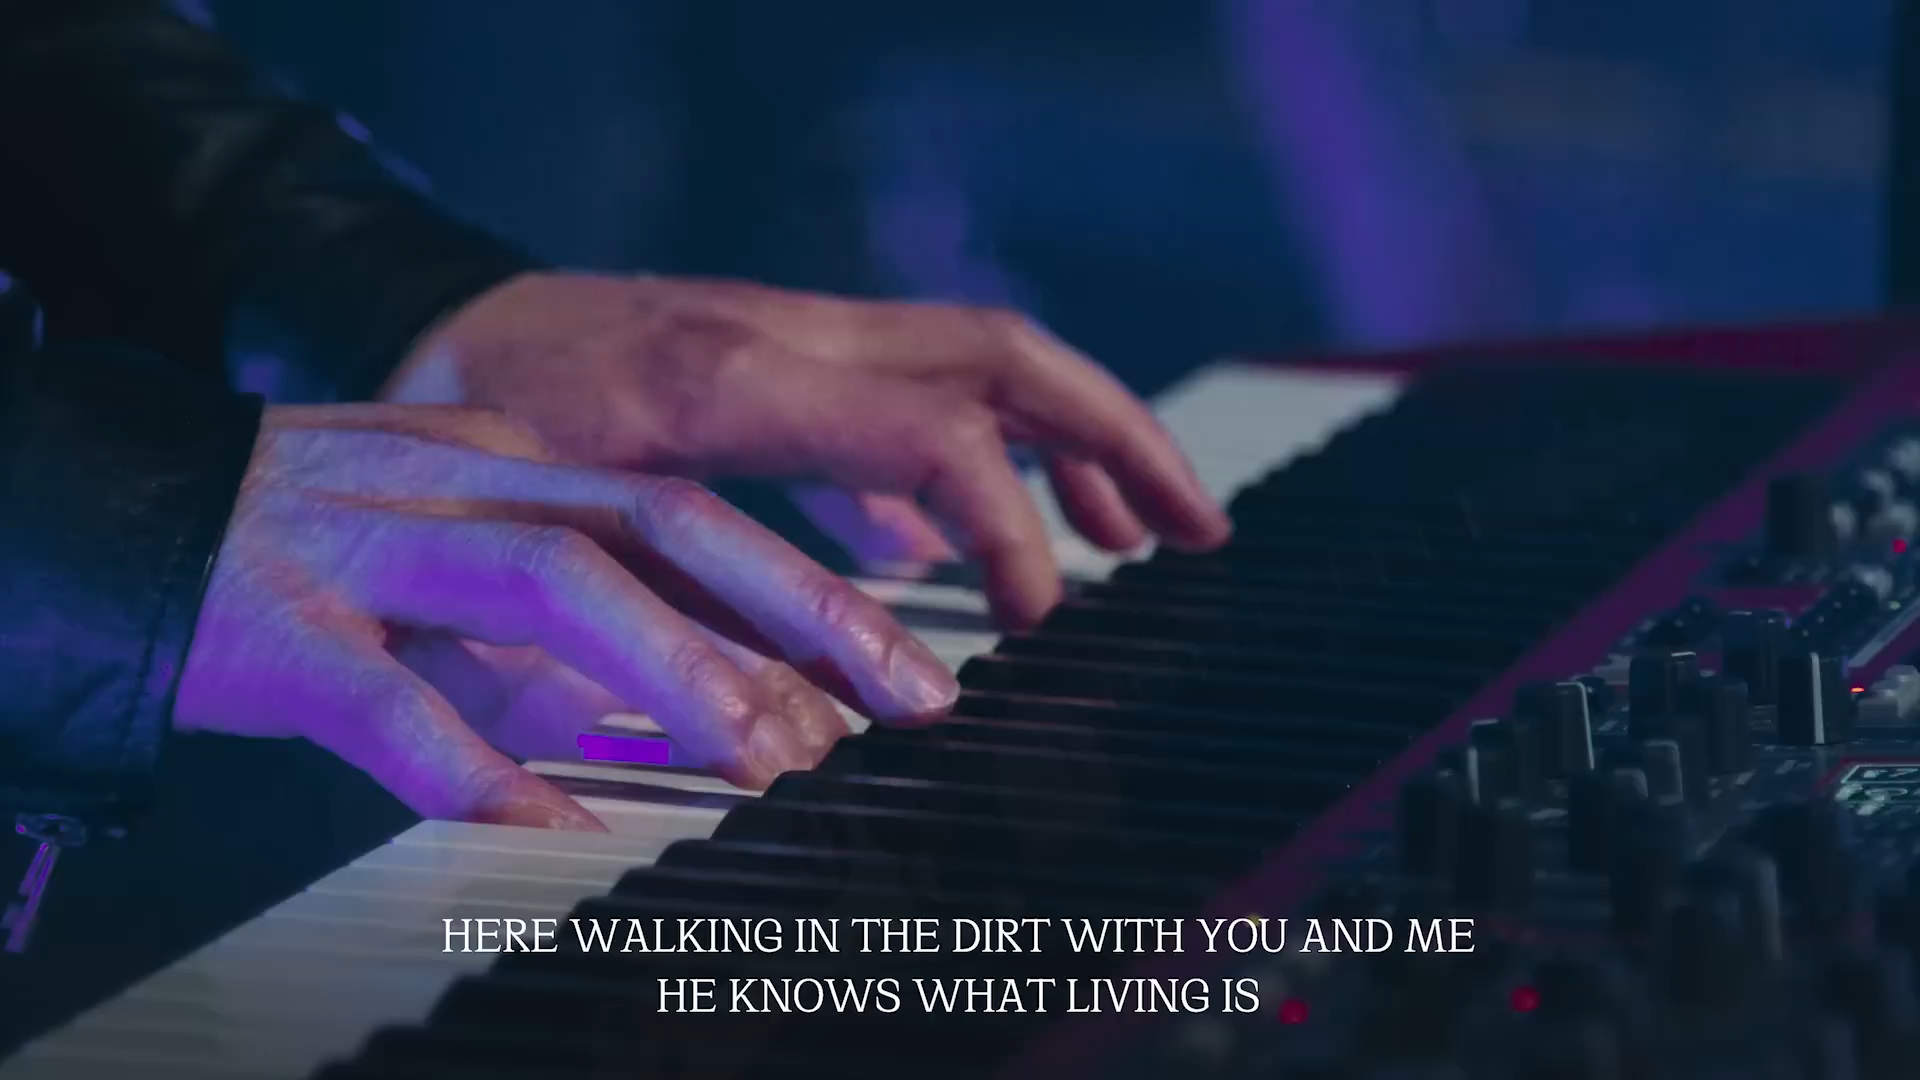 HERE WALKING IN THE DIRT WITH YOU AND ME
HE KNOWS WHAT LIVING IS